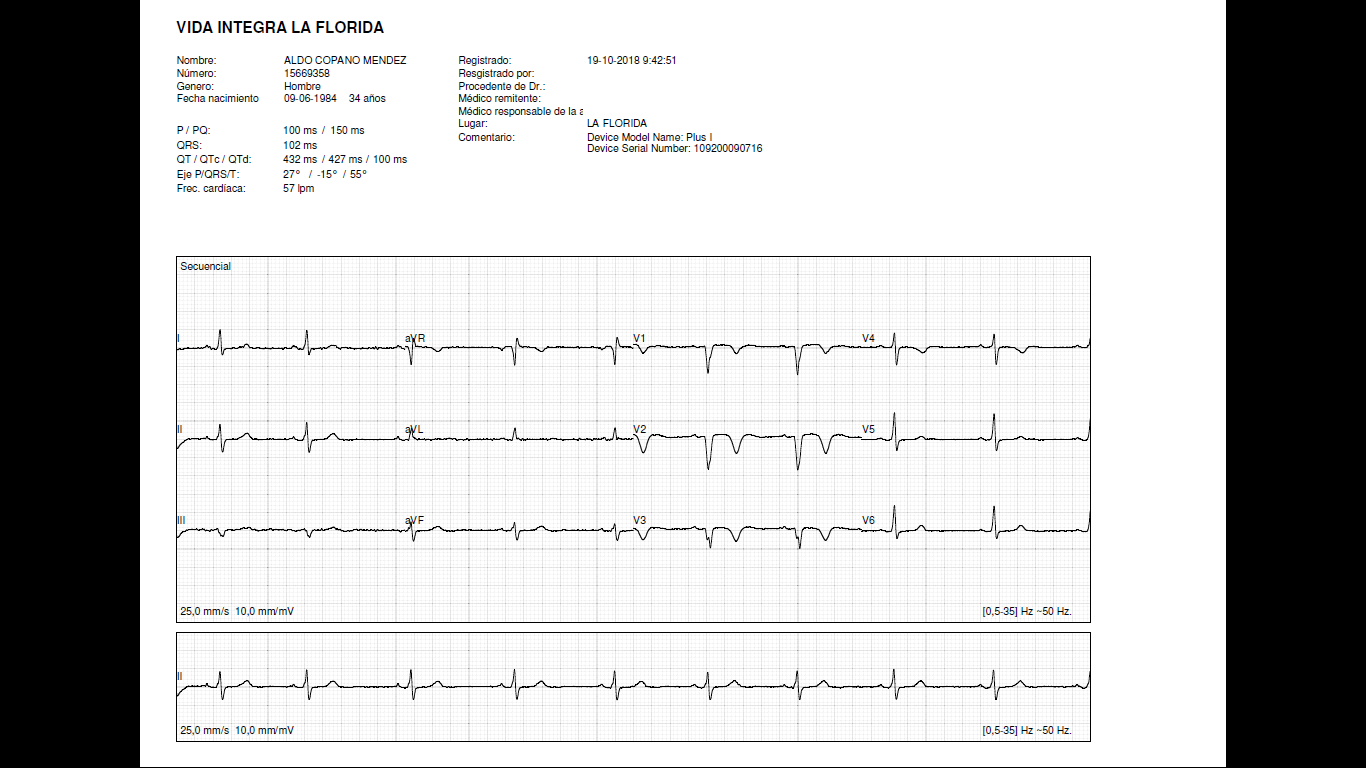 VIDA INTEGRA LA FLORIDA
Nombre: ALDO COPANO MENDEZ
Número: 15669358
Genero: Hombre
Fecha nacimiento 09-06-1984 34 años
P / PQ: 100 ms / 150 ms
QRS: 102 ms
QT / QTc / QTd: 432 ms / 427 ms / 100 ms
Eje P/QRS/T: 27° / -15° / 55°
Frec. cardíaca: 57 lpm
Registrado: 19-10-2018 9:42:51
Resgistrado por:
Procedente de Dr.:
Médico remitente:
Médico responsable de la a
Lugar: LA FLORIDA
Comentario: Device Model Name: Plus I
Device Serial Number: 109200090716
Secuencial
I aVR V1 V4
II aVL V2 V5
III aVF V3 V6
25,0 mm/s 10,0 mm/mV [0,5-35] Hz ~50 Hz.
II
25,0 mm/s 10,0 mm/mV [0,5-35] Hz ~50 Hz.